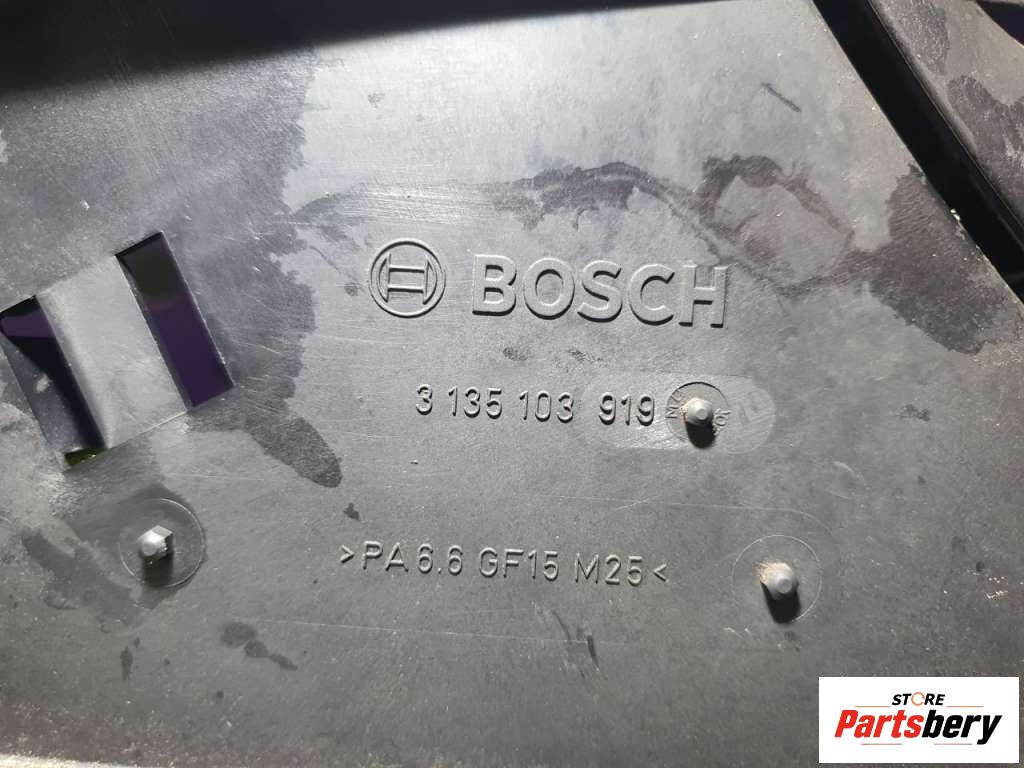 BOSCH
3 135 103 919
>PA 6.6 GF15 M25<
STORE
Partsbery